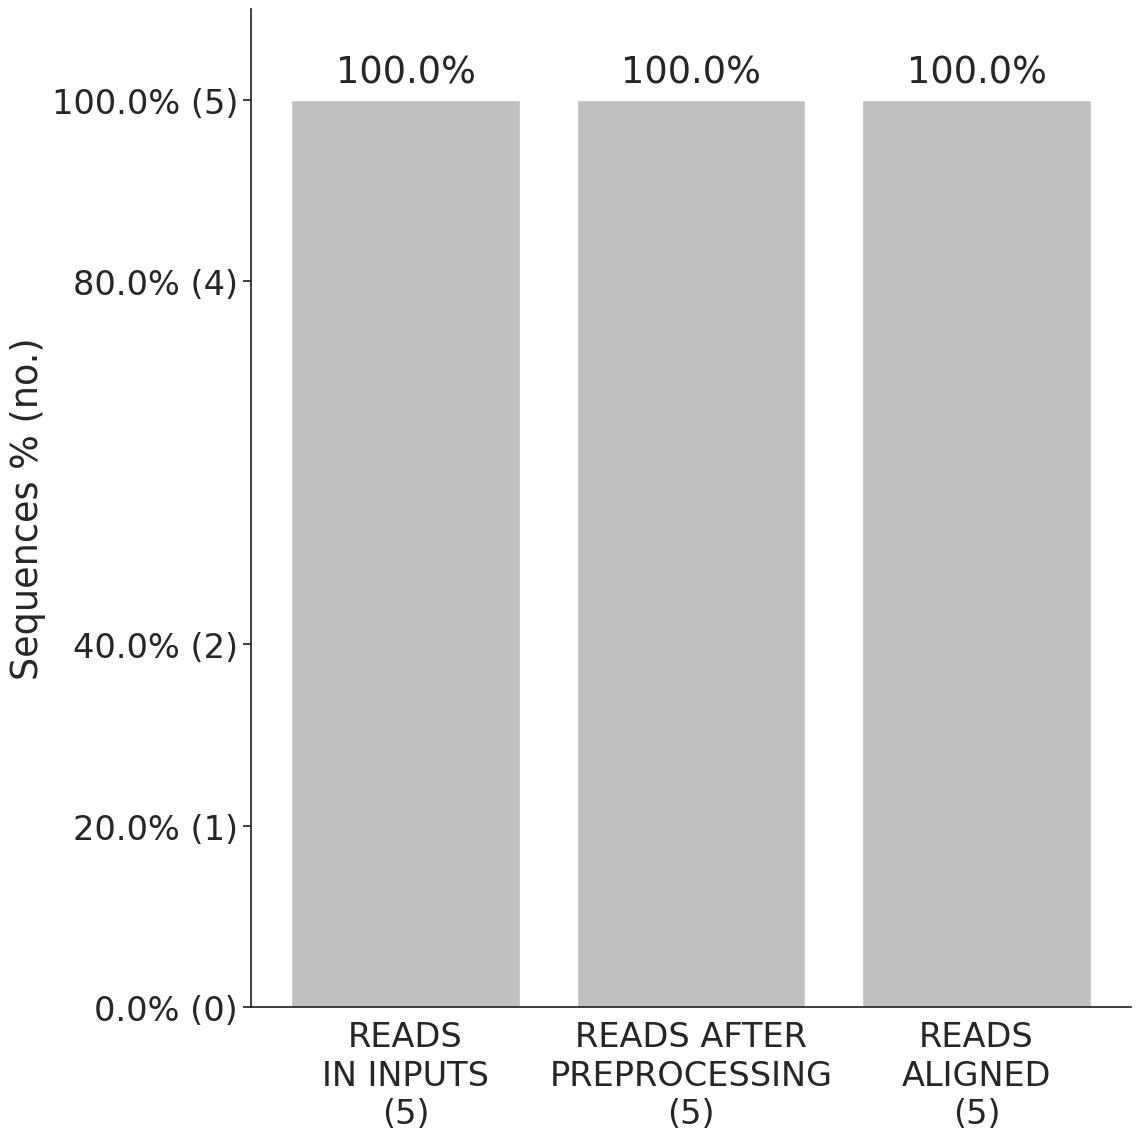 100.0%
100.0%
100.0%
100.0% (5)
80.0% (4)
40.0% (2)
20.0% (1)
0.0% (0)
Sequences % (no.)
READS
IN INPUTS
(5)
READS AFTER
PREPROCESSING
(5)
READS
ALIGNED
(5)